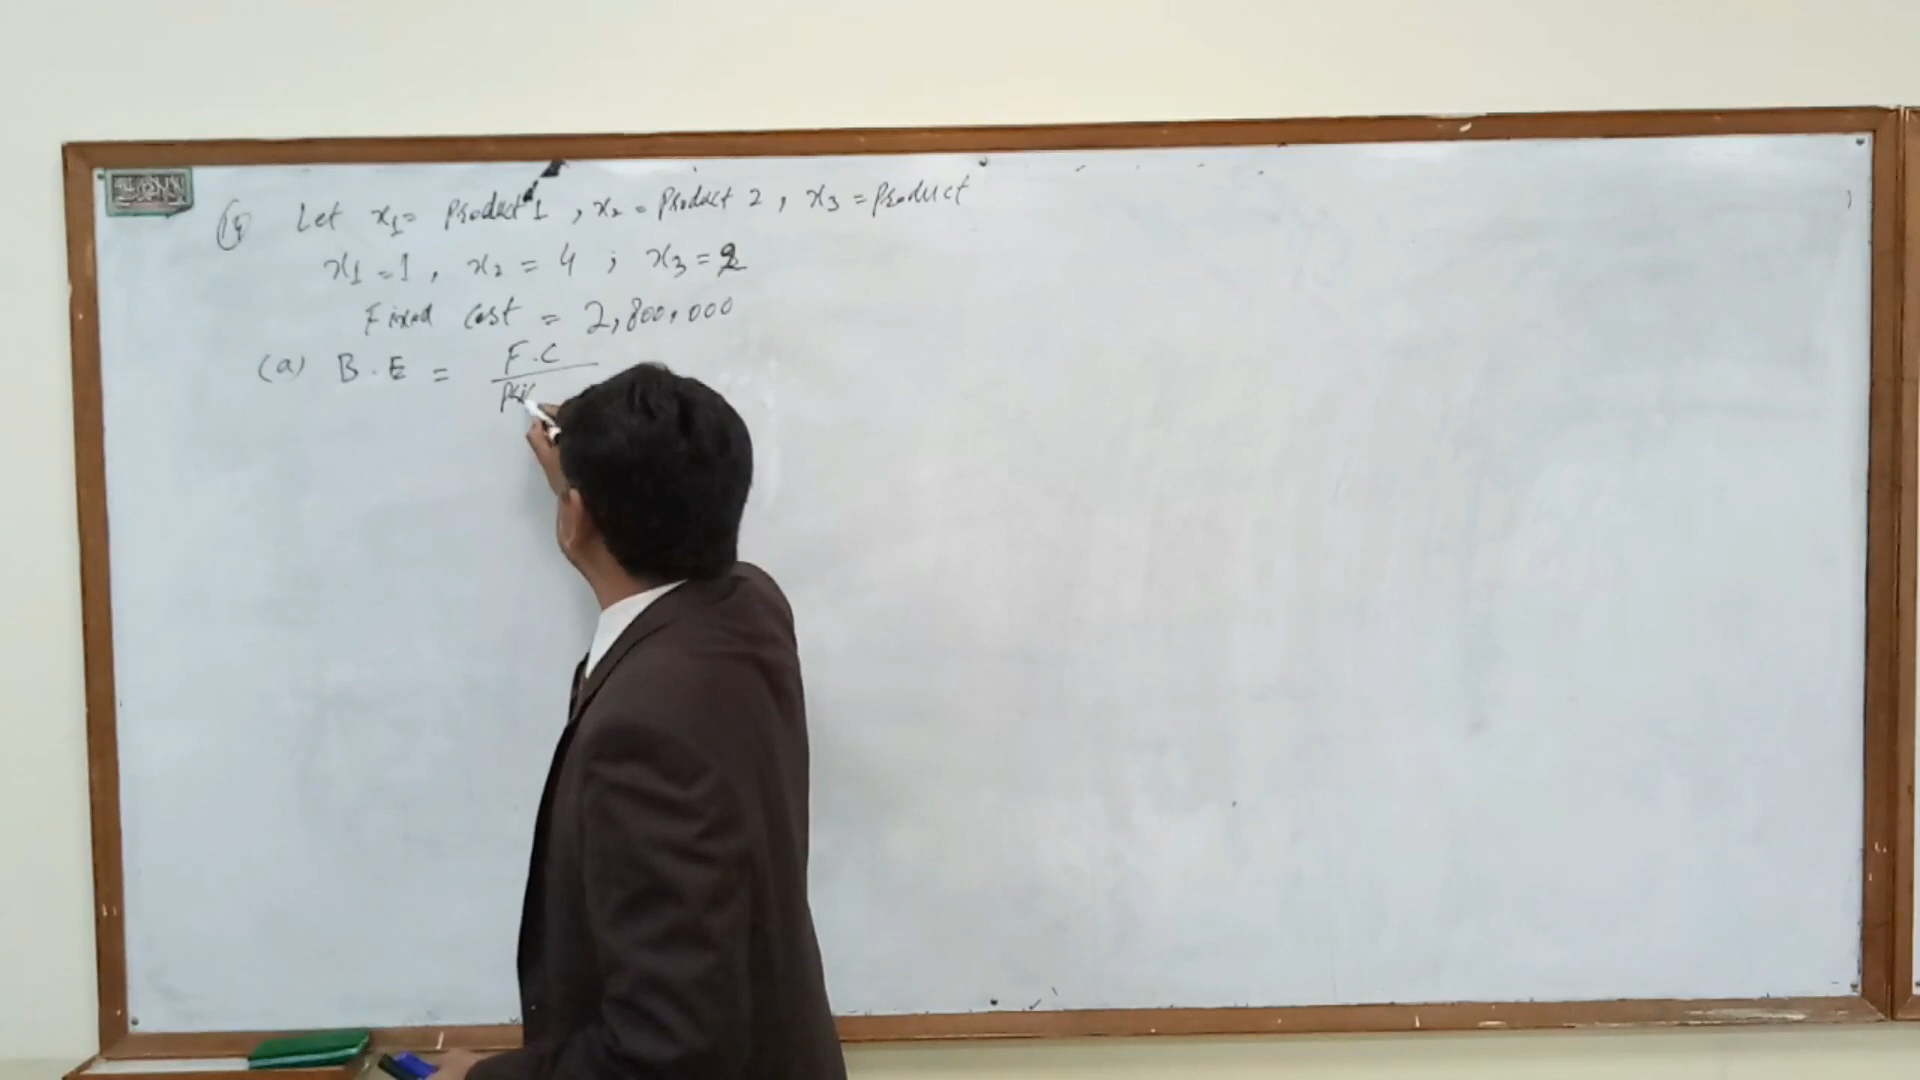 Let x₁= Product 1 , x₂ = Product 2 , x₃ = Product
x₁ = 1 , x₂ = 4 ; x₃ = 2
Fixed Cost = 2,800,000
(a) B.E = F.C
Pric